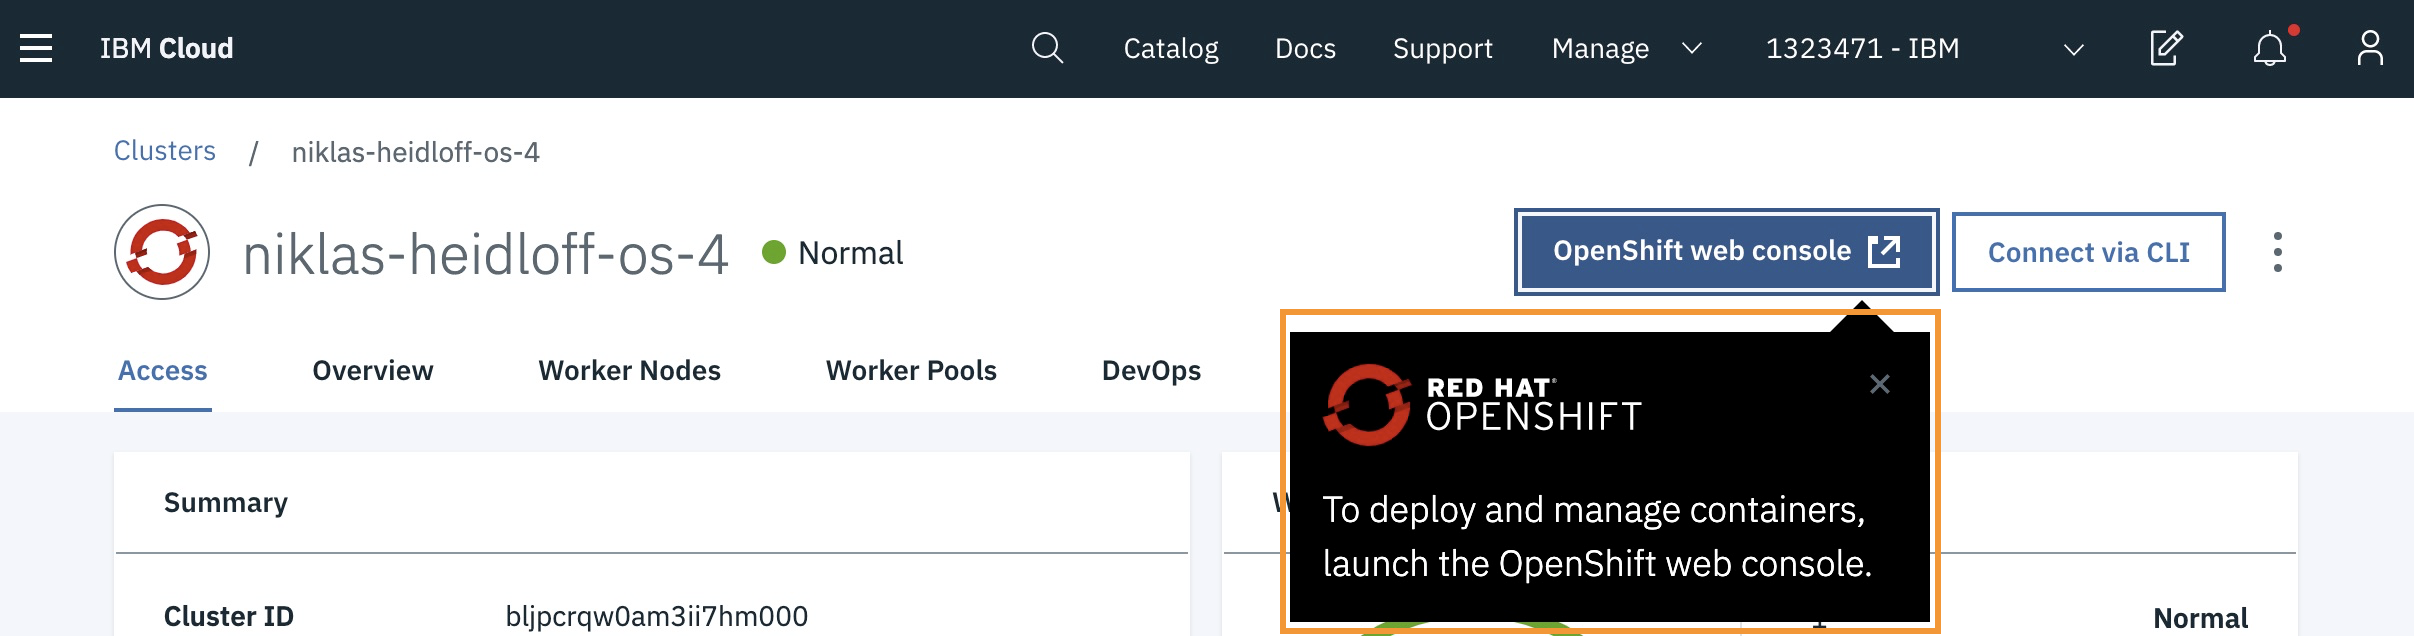 IBM Cloud Catalog Docs Support Manage 1323471 - IBM
Clusters / niklas-heidloff-os-4
niklas-heidloff-os-4 Normal OpenShift web console Connect via CLI
Access Overview Worker Nodes Worker Pools DevOps
RED HAT®
OPENSHIFT
To deploy and manage containers,
launch the OpenShift web console.
Summary
Cluster ID bljpcrqw0am3ii7hm000
Normal